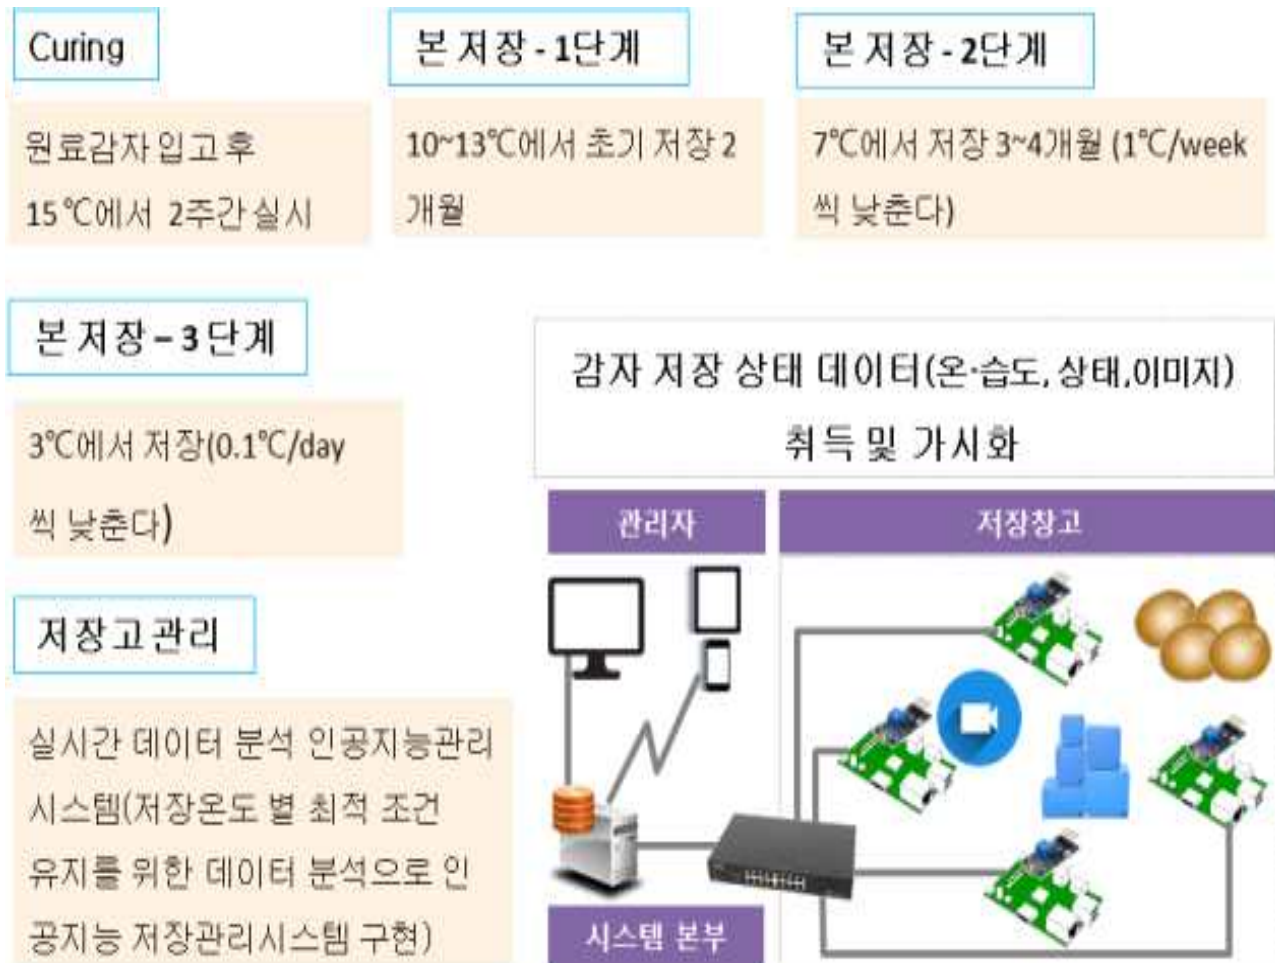 Curing
원료감자 입고 후
15℃에서 2주간 실시
본 저장 - 1단계
10~13℃에서 초기 저장 2
개월
본 저장 - 2단계
7℃에서 저장 3~4개월 (1℃/week
씩 낮춘다)
본 저장 – 3 단계
3℃에서 저장(0.1℃/day
씩 낮춘다)
저장고 관리
실시간 데이터 분석 인공지능관리
시스템(저장온도 별 최적 조건
유지를 위한 데이터 분석으로 인
공지능 저장관리시스템 구현)
감자 저장 상태 데이터(온·습도, 상태,이미지)
취득 및 가시화
관리자
저장창고
시스템 본부